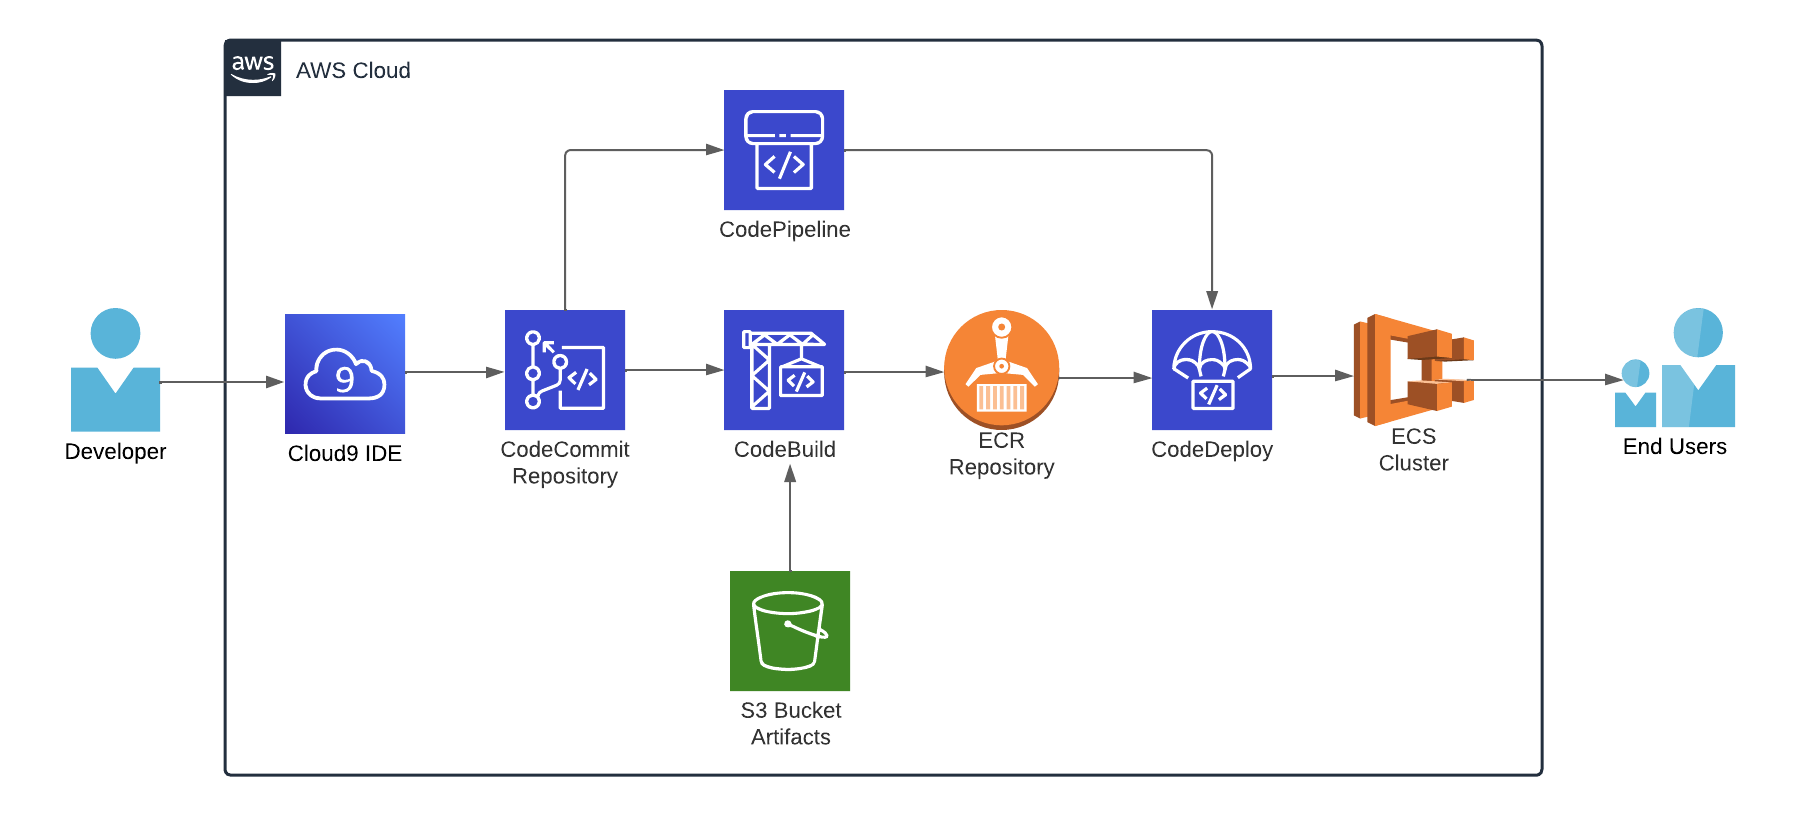 aws
AWS Cloud
</>
CodePipeline
9
</>
</>
</>
Developer
Cloud9 IDE
CodeCommit
Repository
CodeBuild
ECR
Repository
CodeDeploy
ECS
Cluster
End Users
S3 Bucket
Artifacts